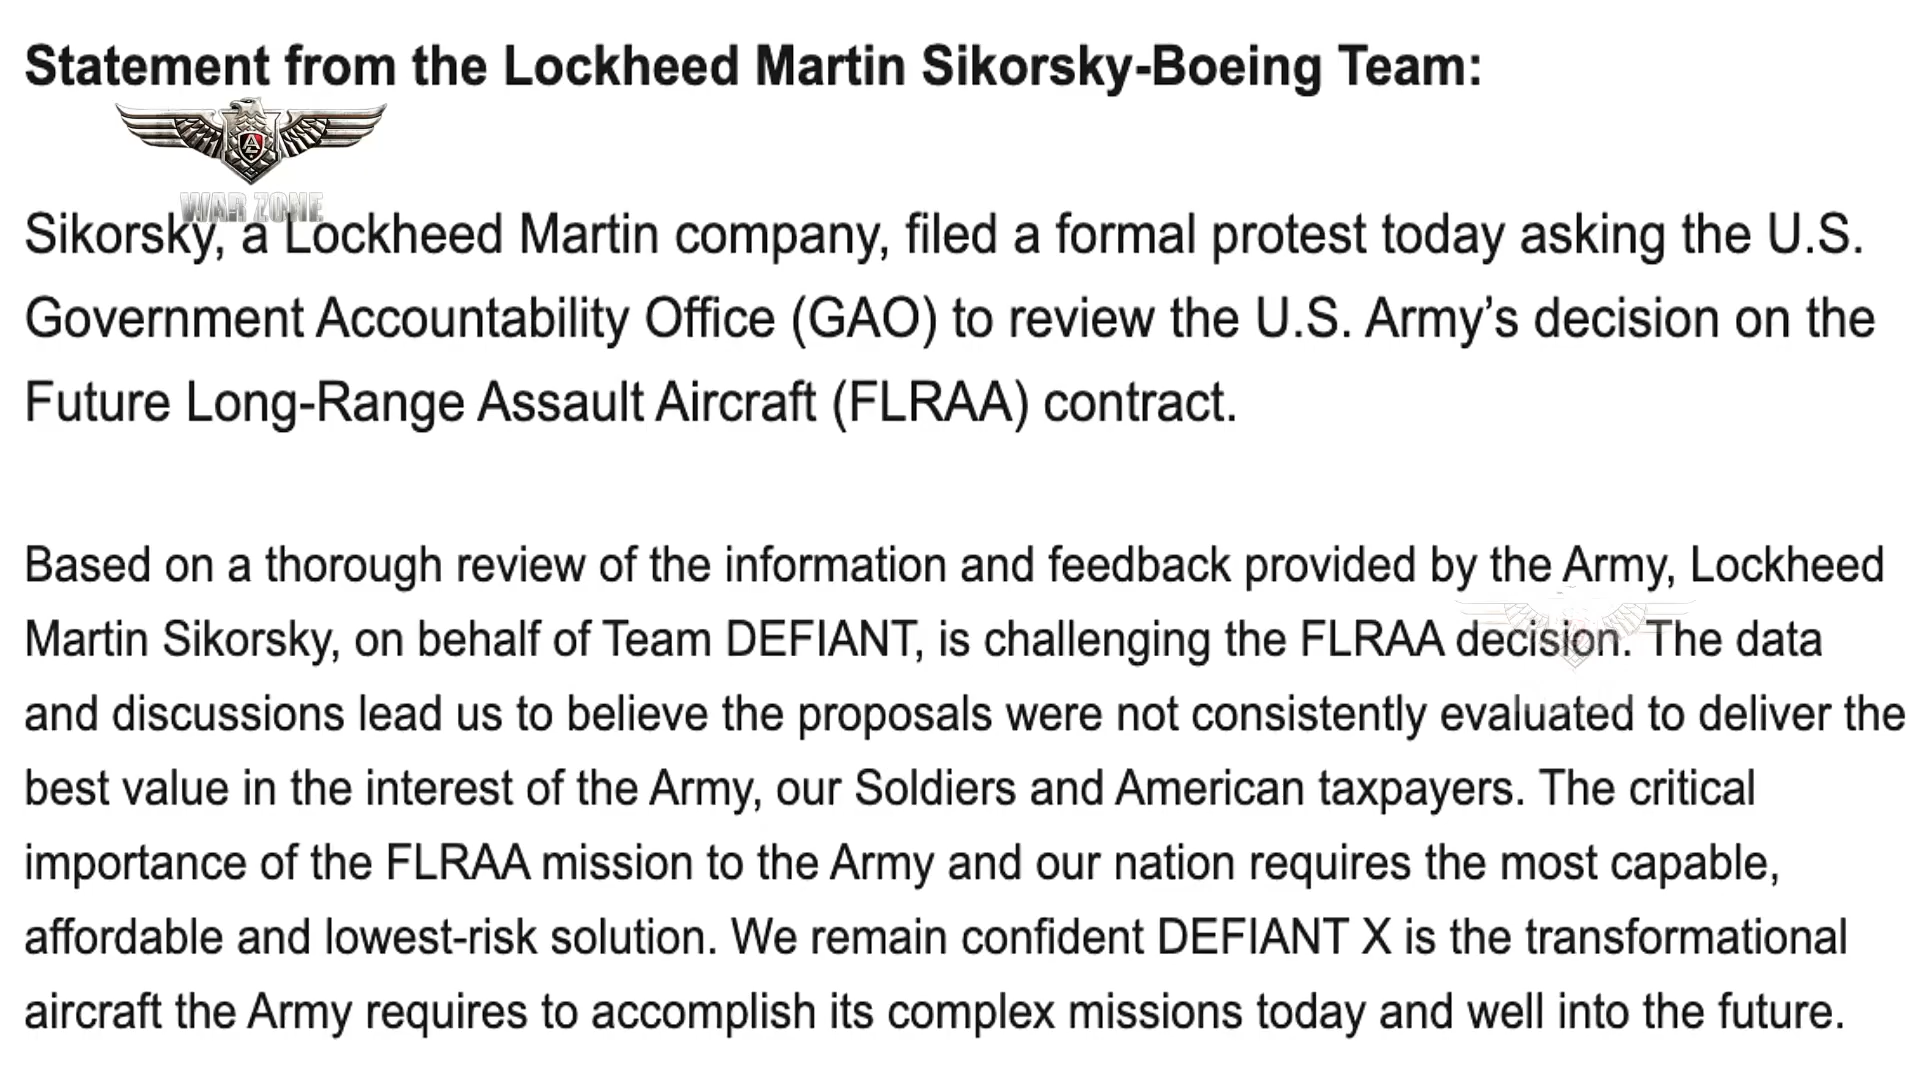 Statement from the Lockheed Martin Sikorsky-Boeing Team:
WAR ZONE
Sikorsky, a Lockheed Martin company, filed a formal protest today asking the U.S.
Government Accountability Office (GAO) to review the U.S. Army’s decision on the
Future Long-Range Assault Aircraft (FLRAA) contract.
Based on a thorough review of the information and feedback provided by the Army, Lockheed
Martin Sikorsky, on behalf of Team DEFIANT, is challenging the FLRAA decision. The data
and discussions lead us to believe the proposals were not consistently evaluated to deliver the
best value in the interest of the Army, our Soldiers and American taxpayers. The critical
importance of the FLRAA mission to the Army and our nation requires the most capable,
affordable and lowest-risk solution. We remain confident DEFIANT X is the transformational
aircraft the Army requires to accomplish its complex missions today and well into the future.